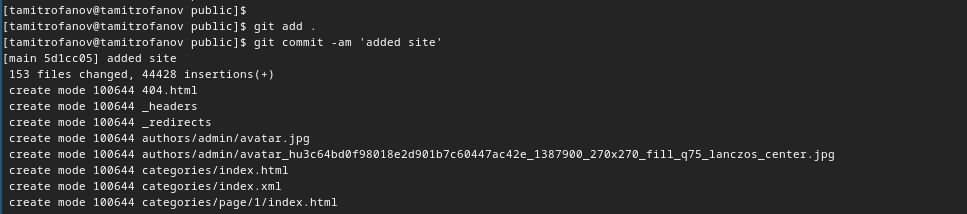 [tamitrofanov@tamitrofanov public]$
[tamitrofanov@tamitrofanov public]$ git add .
[tamitrofanov@tamitrofanov public]$ git commit -am 'added site'
[main 5d1cc05] added site
 153 files changed, 44428 insertions(+)
 create mode 100644 404.html
 create mode 100644 _headers
 create mode 100644 _redirects
 create mode 100644 authors/admin/avatar.jpg
 create mode 100644 authors/admin/avatar_hu3c64bd0f98018e2d901b7c60447ac42e_1387900_270x270_fill_q75_lanczos_center.jpg
 create mode 100644 categories/index.html
 create mode 100644 categories/index.xml
 create mode 100644 categories/page/1/index.html